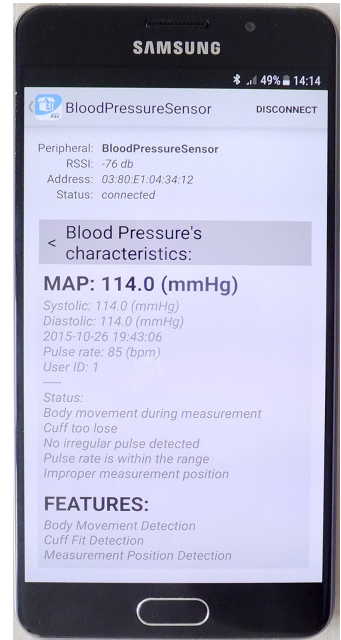 SAMSUNG
49% 14:14
BloodPressureSensor DISCONNECT
Peripheral: BloodPressureSensor
RSSI: -76 db
Address: 03:80:E1:04:34:12
Status: connected
< Blood Pressure's
characteristics:
MAP: 114.0 (mmHg)
Systolic: 114.0 (mmHg)
Diastolic: 114.0 (mmHg)
2015-10-26 19:43:06
Pulse rate: 85 (bpm)
User ID: 1
-----
Status:
Body movement during measurement
Cuff too lose
No irregular pulse detected
Pulse rate is within the range
Improper measurement position
FEATURES:
Body Movement Detection
Cuff Fit Detection
Measurement Position Detection